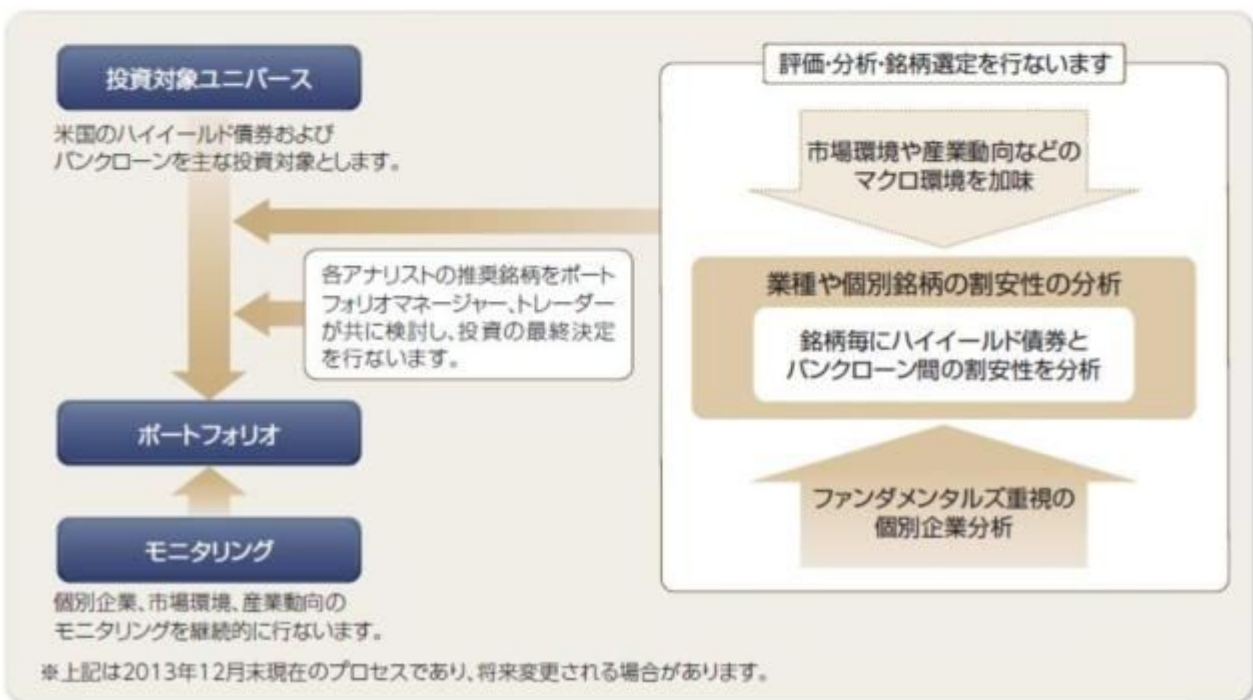 投資対象ユニバース
米国のハイイールド債券および
バンクローンを主な投資対象とします。
各アナリストの推奨銘柄をポート
フォリオマネージャー、トレーダー
が共に検討し、投資の最終決定
を行ないます。
ポートフォリオ
モニタリング
個別企業、市場環境、産業動向の
モニタリングを継続的に行ないます。
評価・分析・銘柄選定を行ないます
市場環境や産業動向などの
マクロ環境を加味
業種や個別銘柄の割安性の分析
銘柄毎にハイイールド債券と
バンクローン間の割安性を分析
ファンダメンタルズ重視の
個別企業分析
※上記は2013年12月末現在のプロセスであり、将来変更される場合があります。